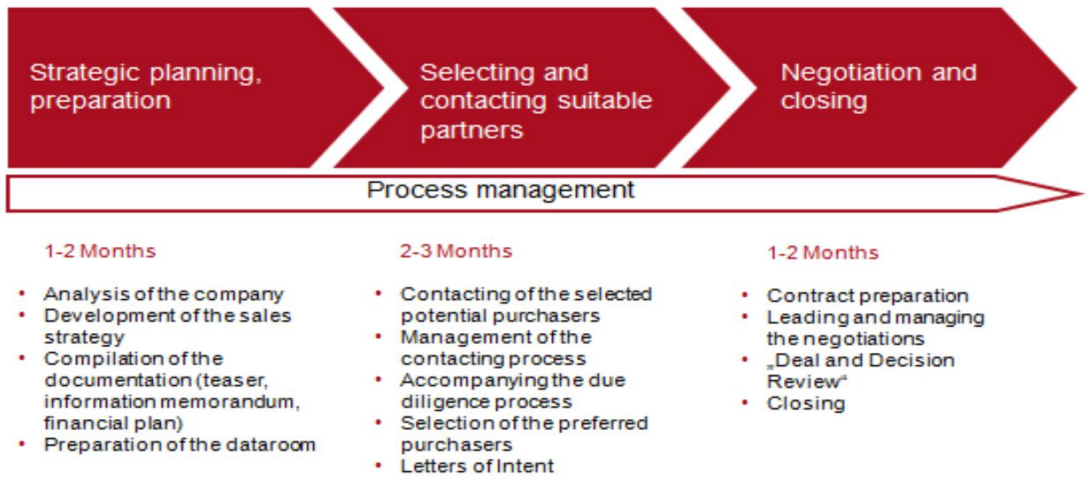 Strategic planning,
preparation
Selecting and
contacting suitable
partners
Negotiation and
closing
Process management
1-2 Months
• Analysis of the company
• Development of the sales
strategy
• Compilation of the
documentation (teaser,
information memorandum,
financial plan)
• Preparation of the dataroom
2-3 Months
• Contacting of the selected
potential purchasers
• Management of the
contacting process
• Accompanying the due
diligence process
• Selection of the preferred
purchasers
• Letters of Intent
1-2 Months
• Contract preparation
• Leading and managing
the negotiations
• „Deal and Decision
Review“
• Closing